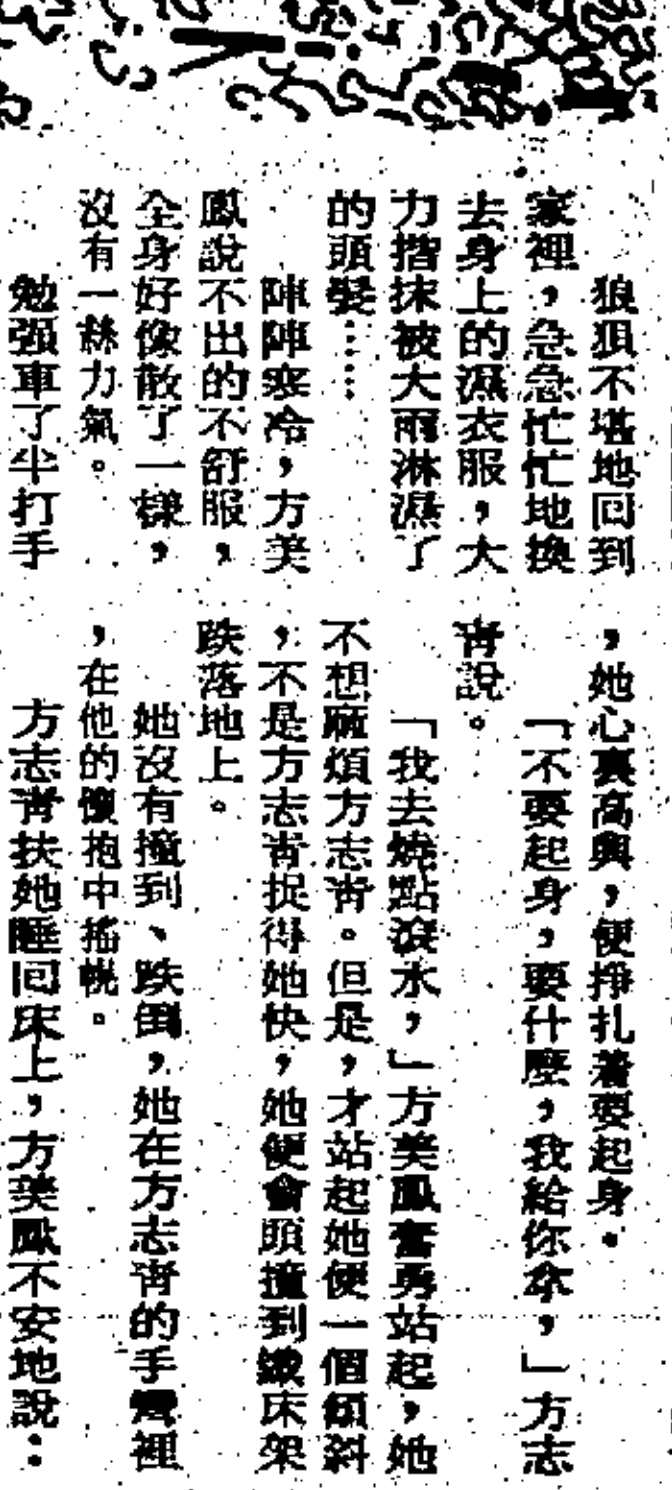 狼狽不堪地回到
家裡，急急忙忙地換
去身上的濕衣服，大
力揩抹被大雨淋濕了
的頭髮……
陣陣寒冷，方美
鳳說不出的不舒服，
全身好像散了一樣，
沒有一絲力氣。
勉强車了半打手
，她心裏高興，便掙扎着要起身。
「不要起身，要什麼，我給你拿，」方志
青說。
「我去燒點滾水，」方美鳳奮勇站起，她
不想麻煩方志青。但是，才站起她便一個傾斜
，不是方志青捉得她快，她便會頭撞到鐵床架
跌落地上。
她沒有撞到、跌倒，她在方志青的手彎裡
，在他的懷抱中搖幌。
方志青扶她睡回床上，方美鳳不安地說：